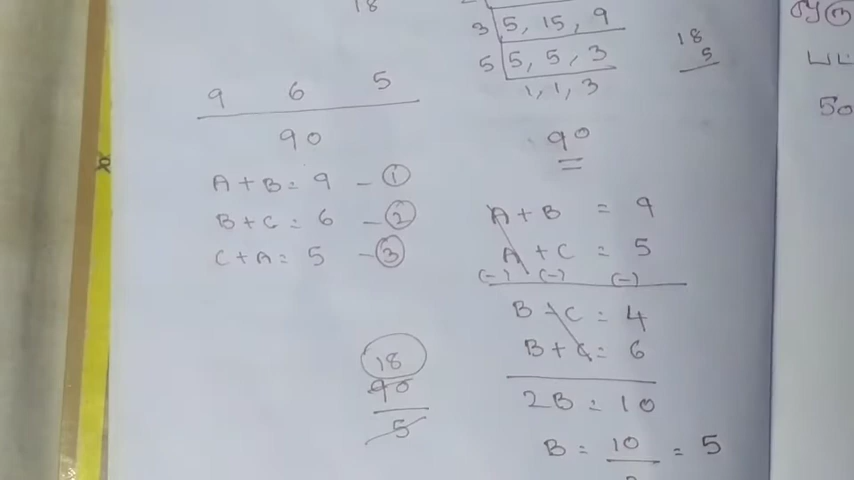 18
3 | 5, 15, 9
5 | 5, 5, 3
1, 1, 3
18
5
9 6 5
90
90
A + B = 9 - ①
B + C = 6 - ②
C + A = 5 - ③
A + B = 9
A + C = 5
(-) (-) (-)
B - C = 4
B + C = 6
2B = 10
B = 10 = 5
18
90
5
50